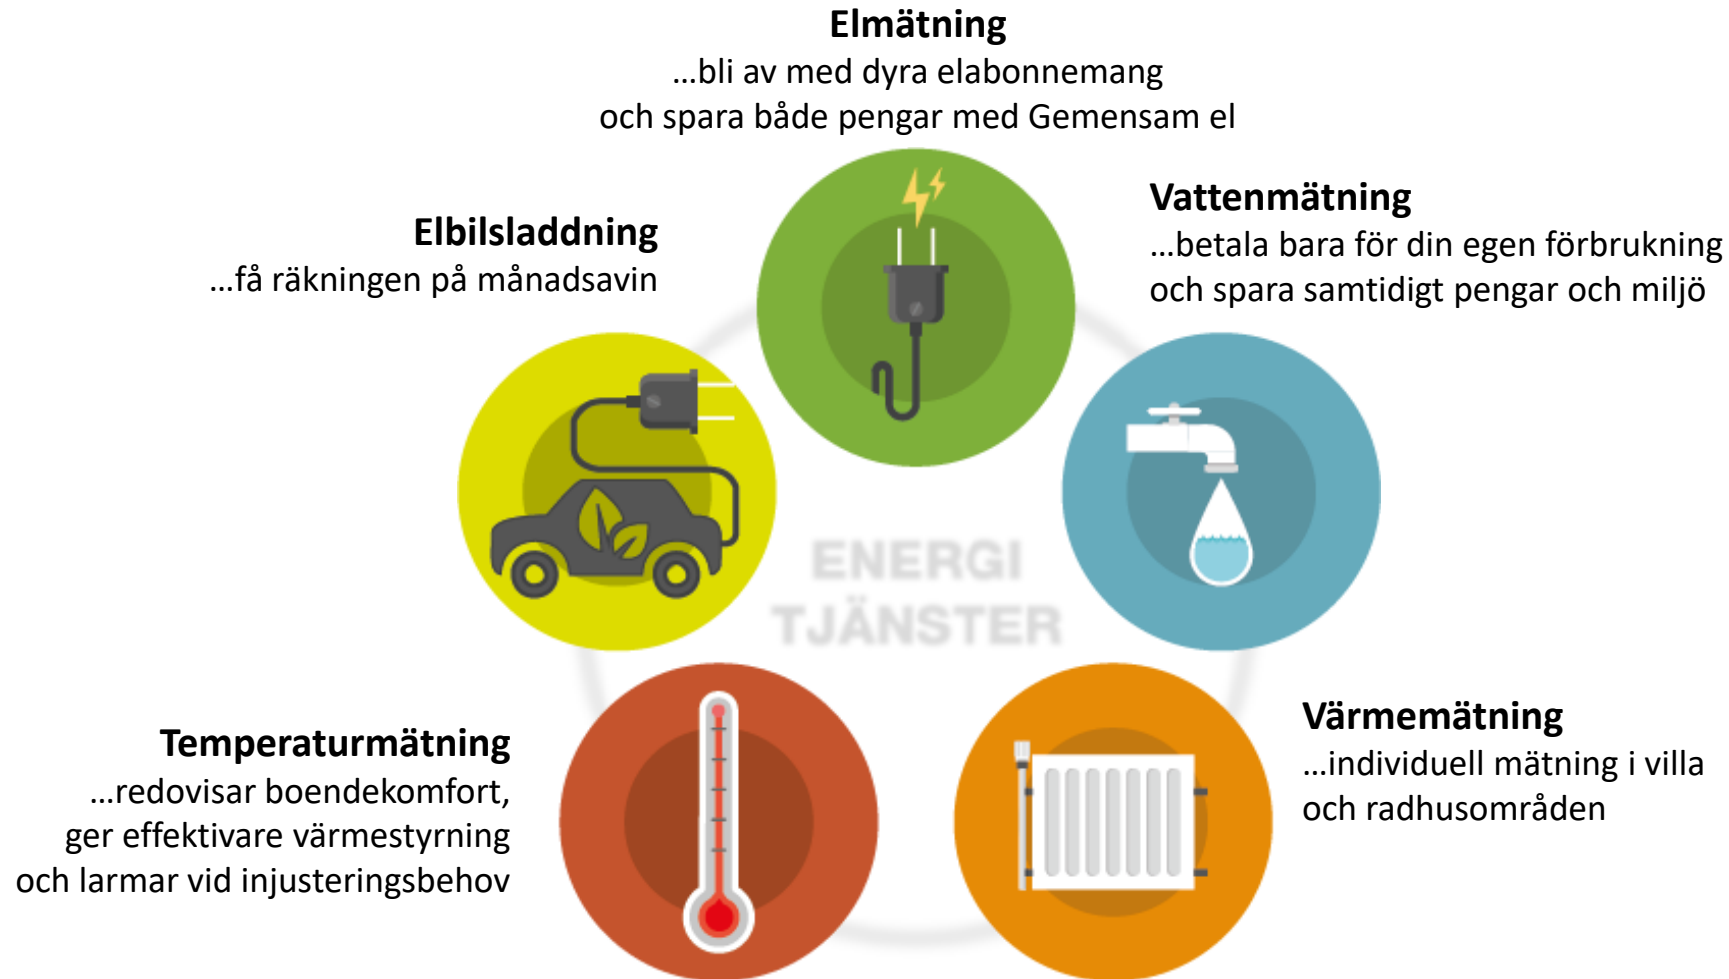 Elmätning
...bli av med dyra elabonnemang
och spara både pengar med Gemensam el
Vattenmätning
...betala bara för din egen förbrukning
och spara samtidigt pengar och miljö
Elbilsladdning
...få räkningen på månadsavin
ENERGI
TJÄNSTER
Temperaturmätning
...redovisar boendekomfort,
ger effektivare värmestyrning
och larmar vid injusteringsbehov
Värmemätning
...individuell mätning i villa
och radhusområden